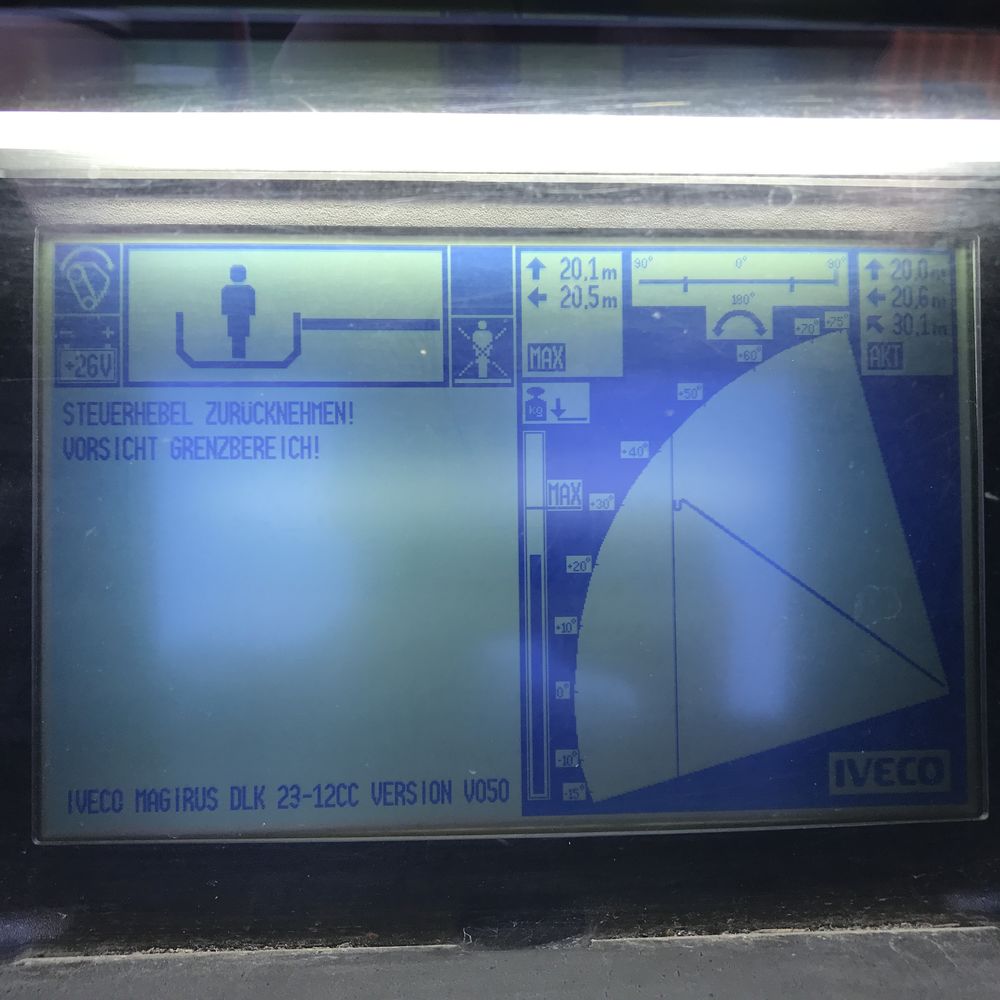 - +
+26V
STEUERHEBEL ZURÜCKNEHMEN!
VORSICHT GRENZBEREICH!
IVECO MAGIRUS DLK 23-12CC VERSION V050
20,1m
20,5m
MAX
90° 0° 90°
180°
20,0m
20,6m
30,1m
AKT
kg
MAX
+75°
+70°
+60°
+50°
+40°
+30°
+20°
+10°
0°
-10°
-15°
IVECO